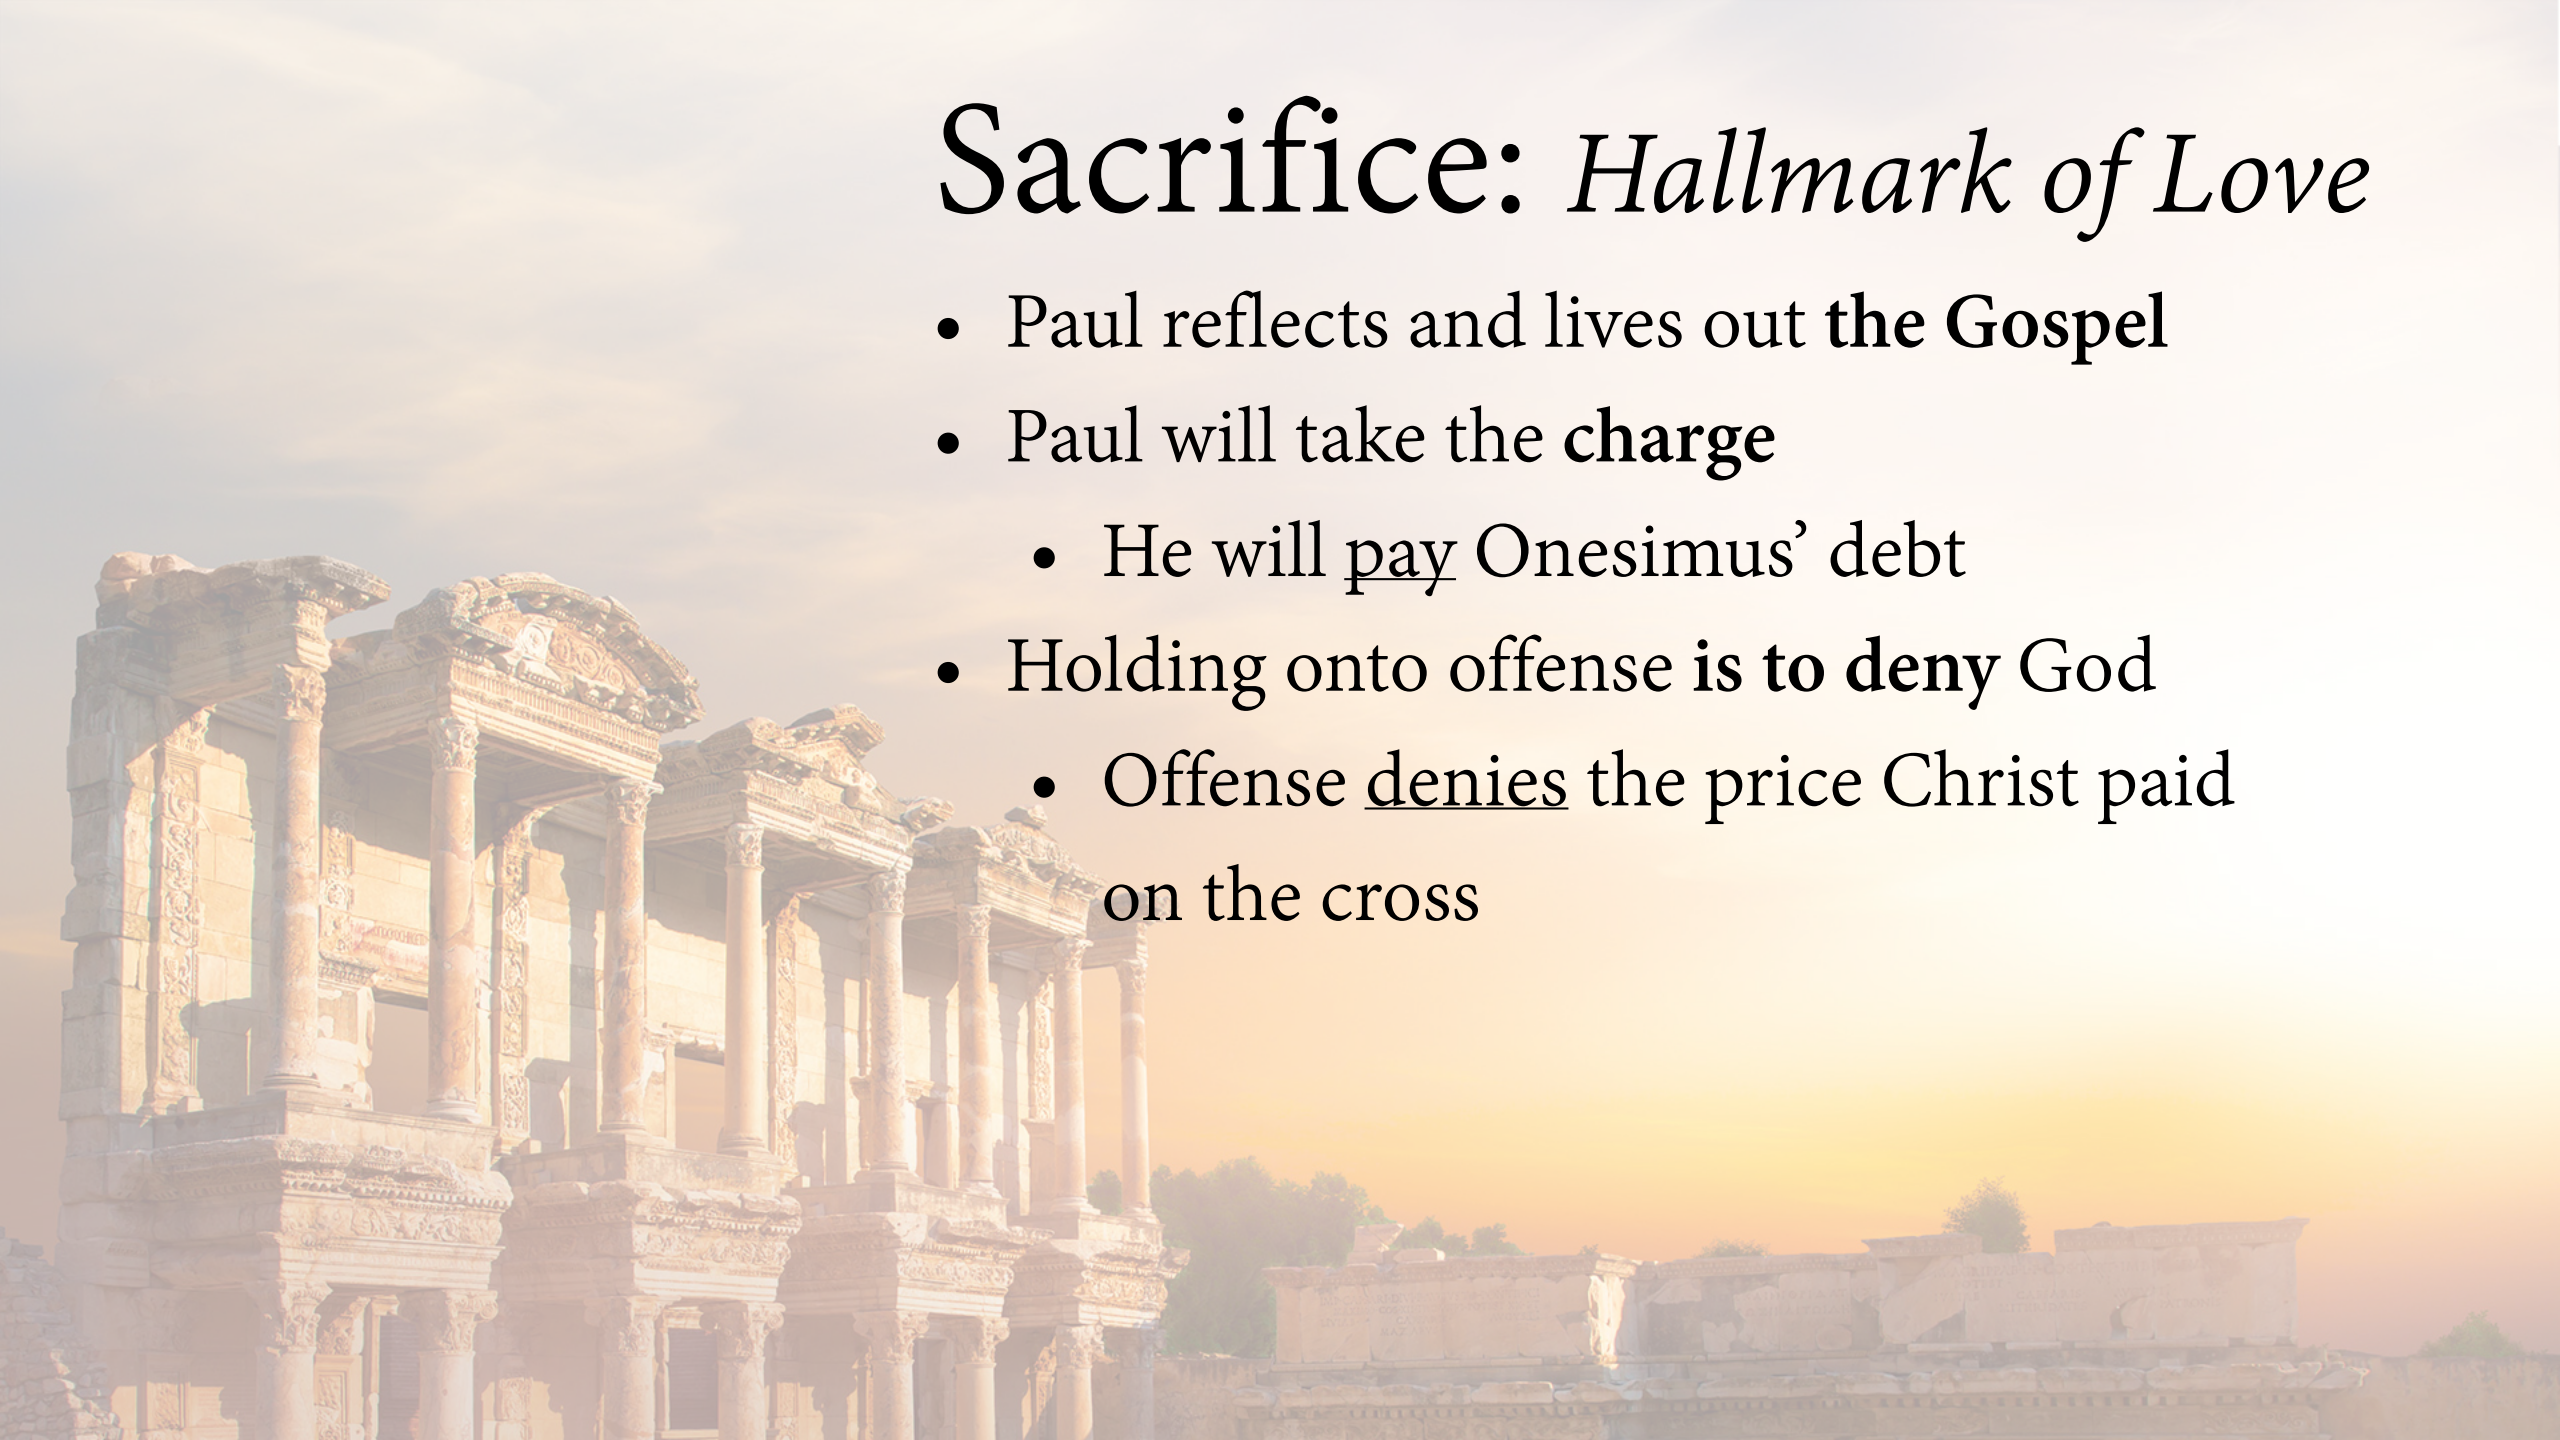 Sacrifice: Hallmark of Love
• Paul reflects and lives out the Gospel
• Paul will take the charge
• He will pay Onesimus’ debt
• Holding onto offense is to deny God
• Offense denies the price Christ paid
on the cross